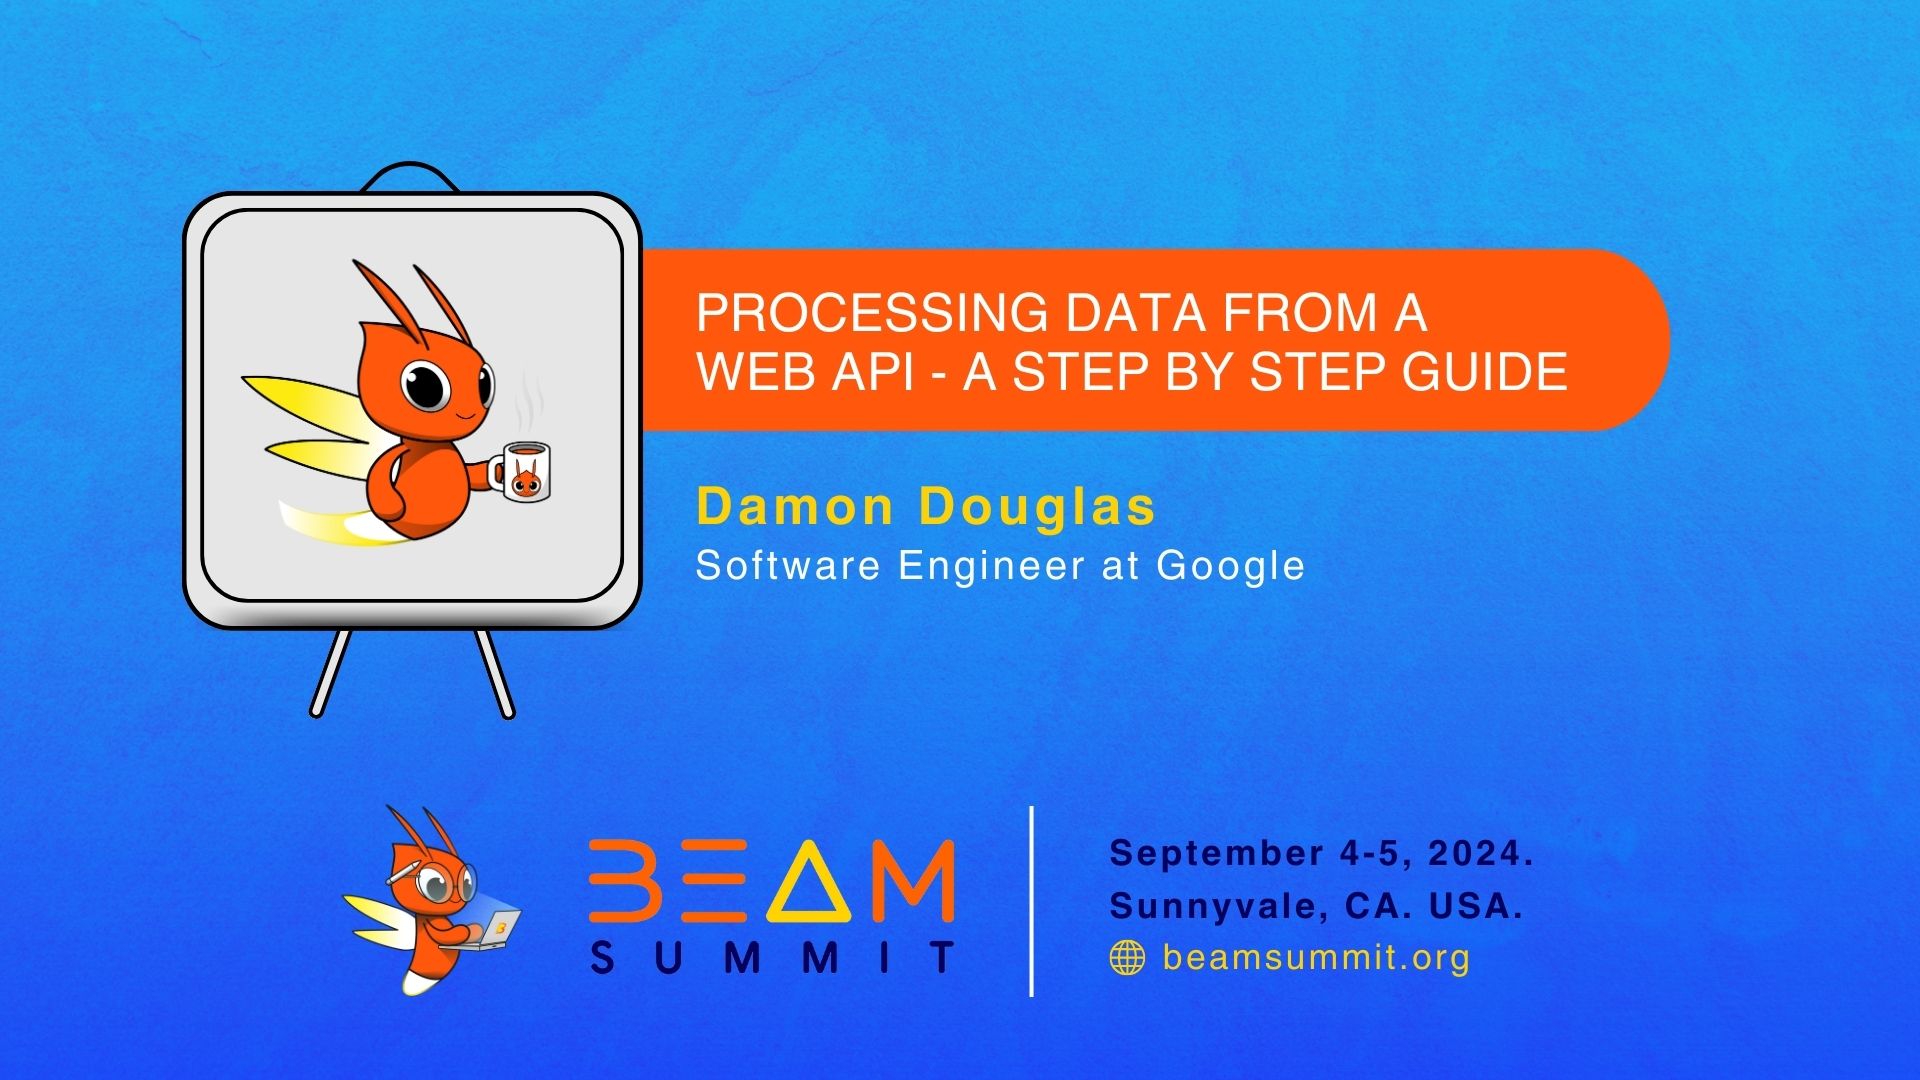 PROCESSING DATA FROM A
WEB API - A STEP BY STEP GUIDE
Damon Douglas
Software Engineer at Google
BEAM
SUMMIT
September 4-5, 2024.
Sunnyvale, CA. USA.
beamsummit.org